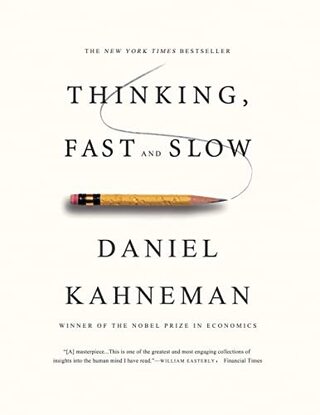 THE NEW YORK TIMES BESTSELLER
THINKING,
FAST AND SLOW
DANIEL
KAHNEMAN
WINNER OF THE NOBEL PRIZE IN ECONOMICS
"[A] masterpiece...This is one of the greatest and most engaging collections of
insights into the human mind I have read."—WILLIAM EASTERLY, Financial Times